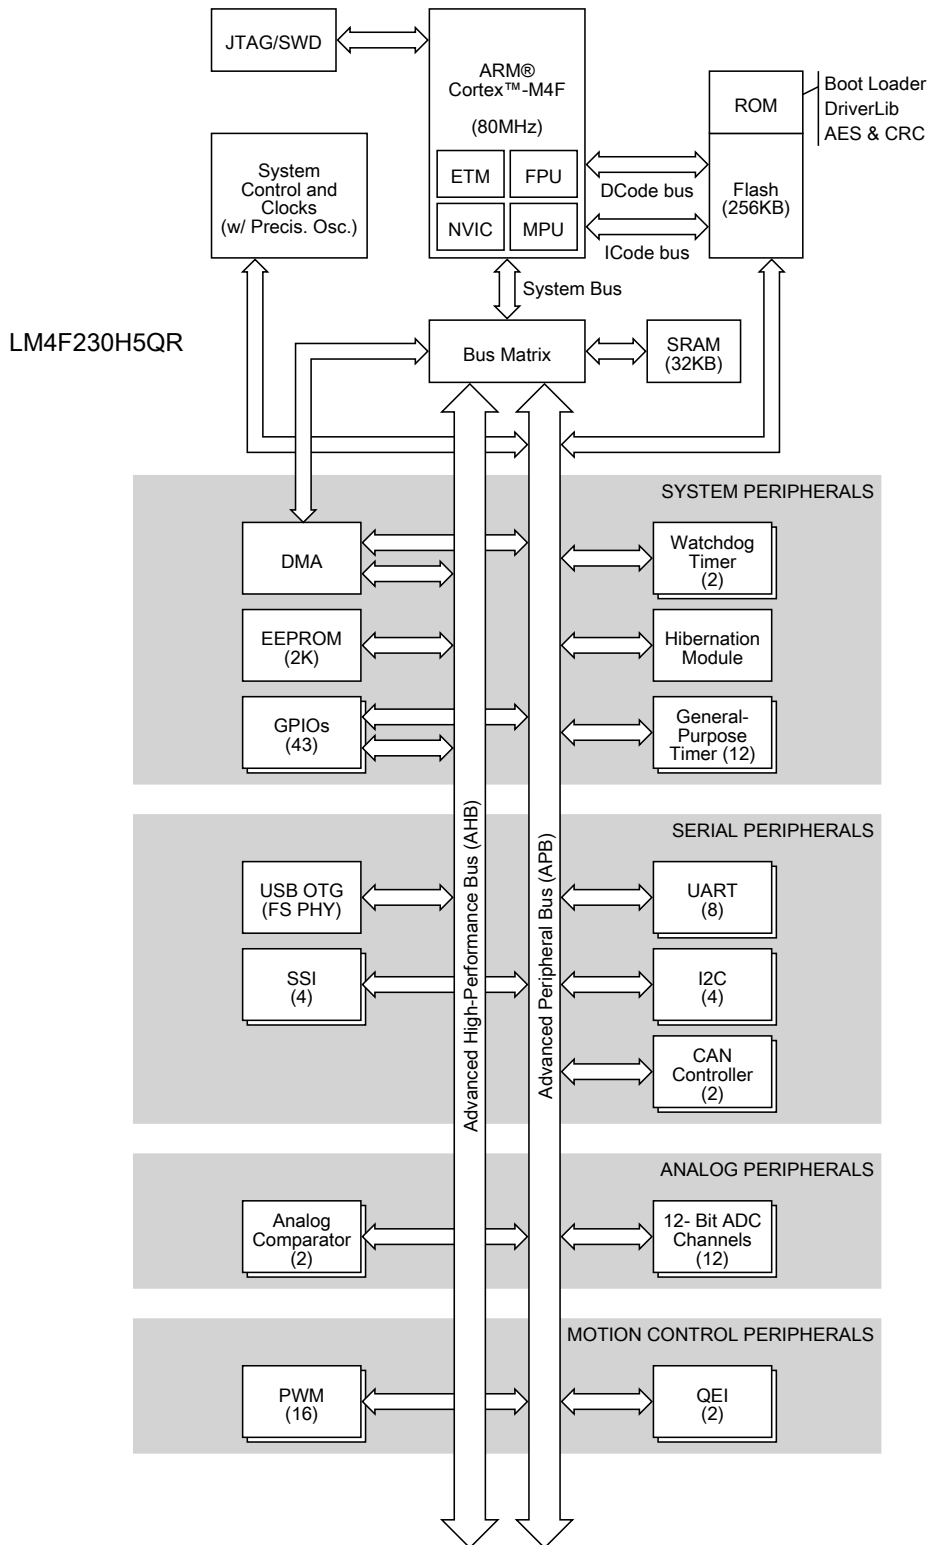 JTAG/SWD
ARM®
Cortex™-M4F
(80MHz)
ETM
FPU
NVIC
MPU
ROM
Boot Loader
DriverLib
AES & CRC
Flash
(256KB)
DCode bus
ICode bus
System
Control and
Clocks
(w/ Precis. Osc.)
System Bus
LM4F230H5QR
Bus Matrix
SRAM
(32KB)
SYSTEM PERIPHERALS
DMA
Watchdog
Timer
(2)
EEPROM
(2K)
Hibernation
Module
GPIOs
(43)
General-
Purpose
Timer (12)
Advanced High-Performance Bus (AHB)
Advanced Peripheral Bus (APB)
SERIAL PERIPHERALS
USB OTG
(FS PHY)
UART
(8)
SSI
(4)
I2C
(4)
CAN
Controller
(2)
ANALOG PERIPHERALS
Analog
Comparator
(2)
12- Bit ADC
Channels
(12)
MOTION CONTROL PERIPHERALS
PWM
(16)
QEI
(2)